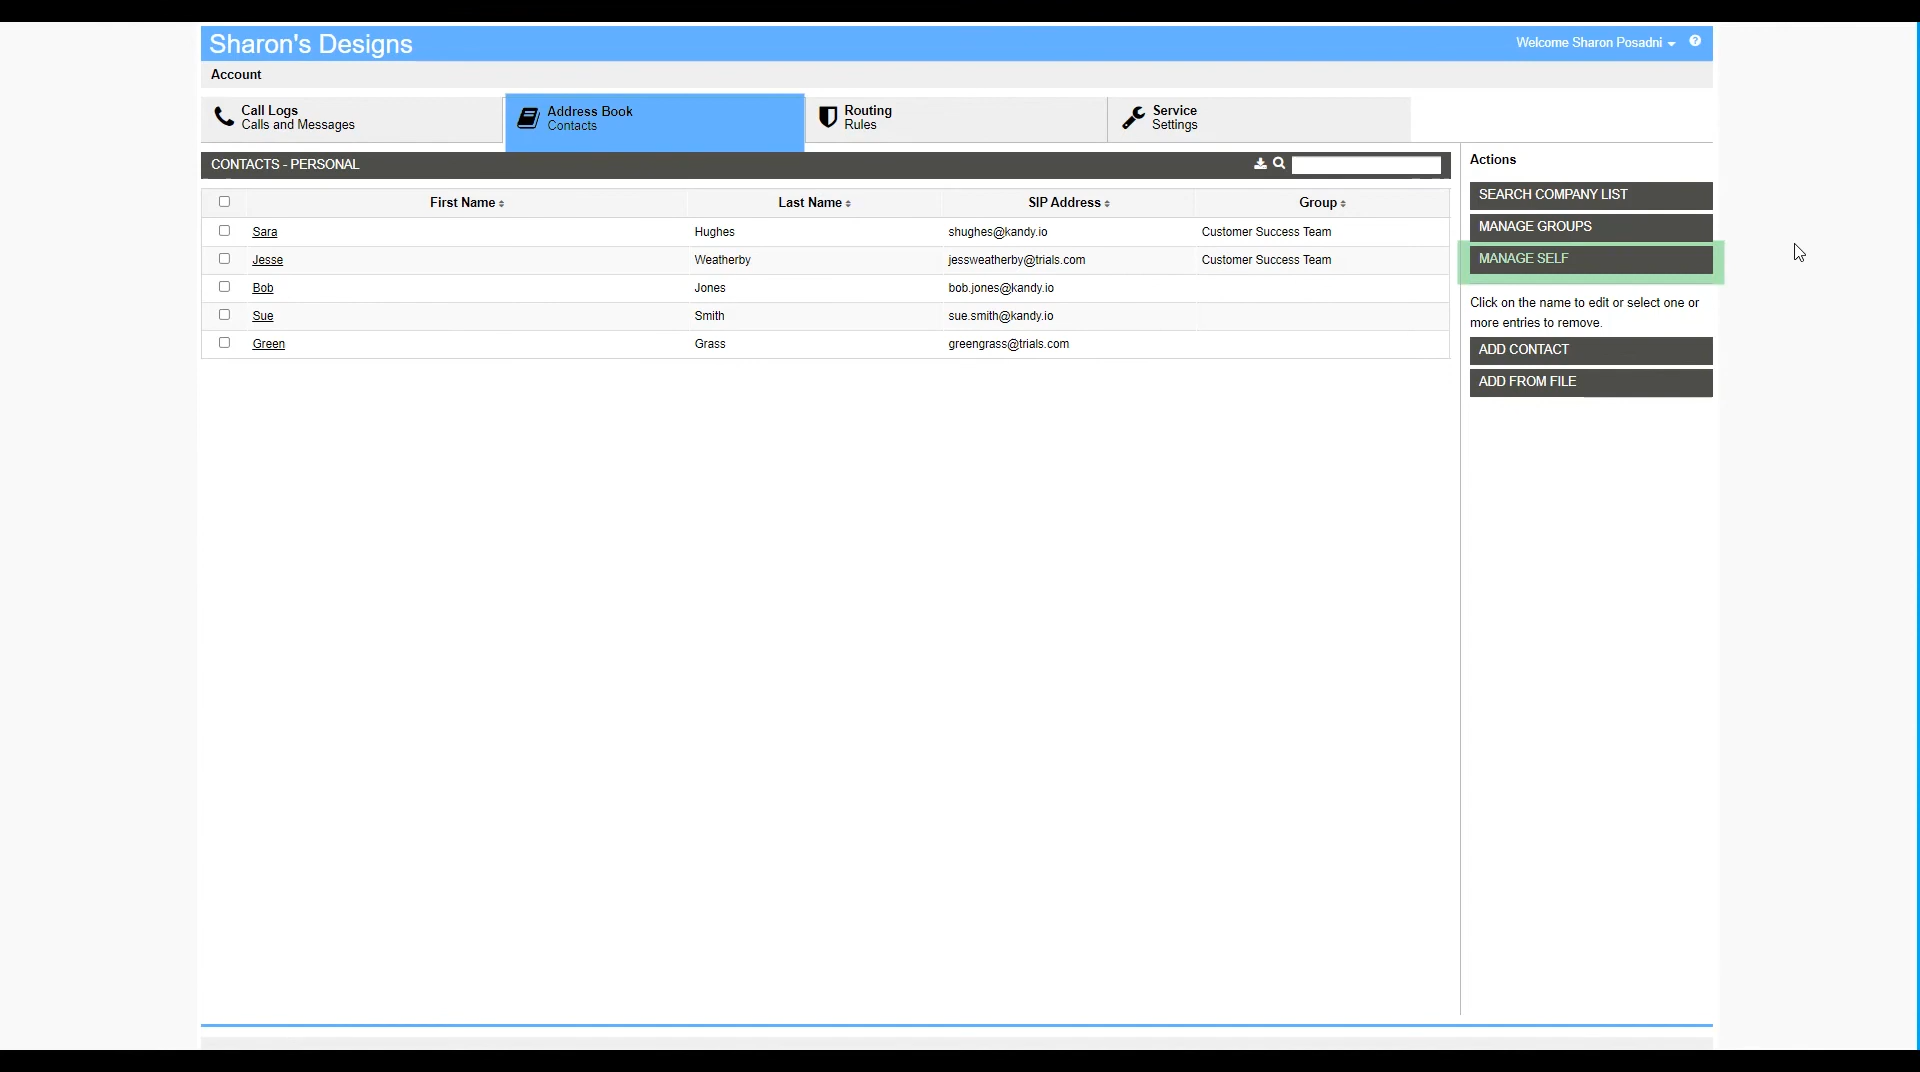 Sharon's Designs
Welcome Sharon Posadni
Account
Call Logs
Calls and Messages
Address Book
Contacts
Routing
Rules
Service
Settings
CONTACTS - PERSONAL
First Name Last Name SIP Address Group
Sara Hughes shughes@kandy.io Customer Success Team
Jesse Weatherby jessweatherby@trials.com Customer Success Team
Bob Jones bob.jones@kandy.io
Sue Smith sue.smith@kandy.io
Green Grass greengrass@trials.com
Actions
SEARCH COMPANY LIST
MANAGE GROUPS
MANAGE SELF
Click on the name to edit or select one or
more entries to remove.
ADD CONTACT
ADD FROM FILE